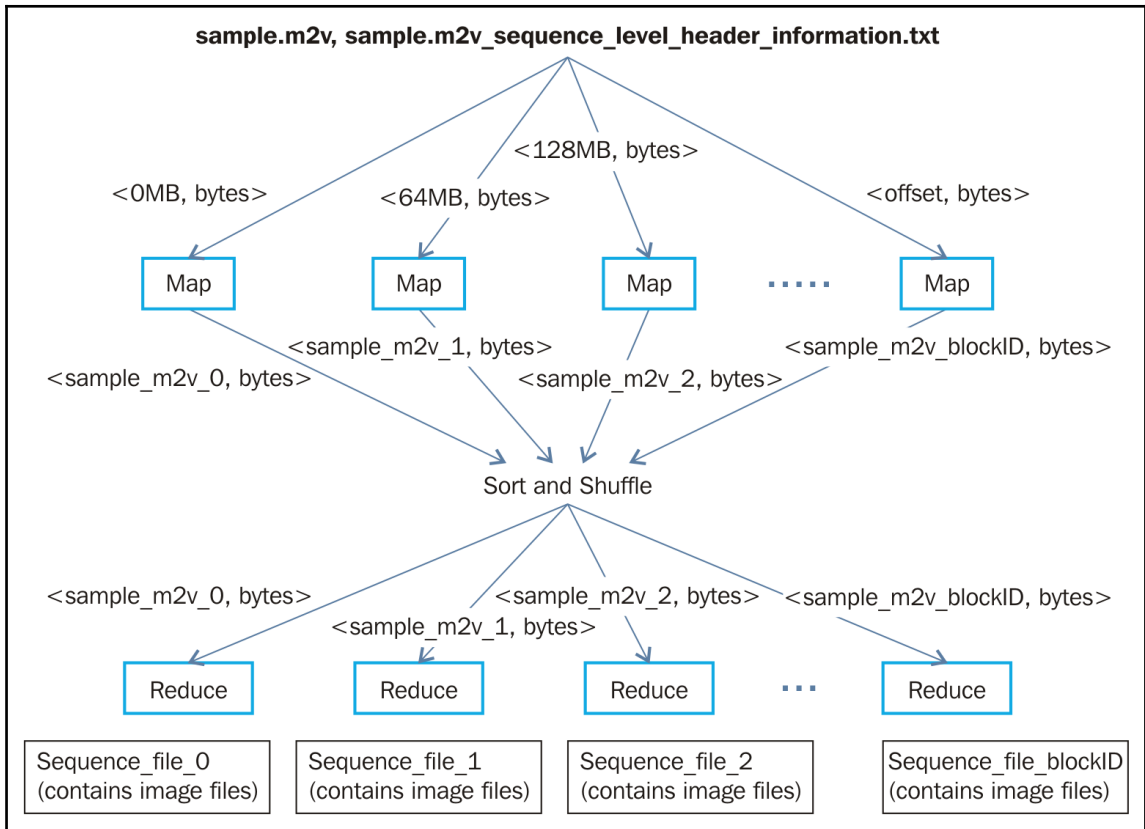 sample.m2v, sample.m2v_sequence_level_header_information.txt
<128MB, bytes>
<0MB, bytes>
<64MB, bytes>
<offset, bytes>
Map
Map
Map
.....
Map
<sample_m2v_1, bytes>
<sample_m2v_blockID, bytes>
<sample_m2v_0, bytes>
<sample_m2v_2, bytes>
Sort and Shuffle
<sample_m2v_0, bytes>
<sample_m2v_2, bytes>
<sample_m2v_blockID, bytes>
<sample_m2v_1, bytes>
Reduce
Reduce
Reduce
...
Reduce
Sequence_file_0
(contains image files)
Sequence_file_1
(contains image files)
Sequence_file_2
(contains image files)
Sequence_file_blockID
(contains image files)